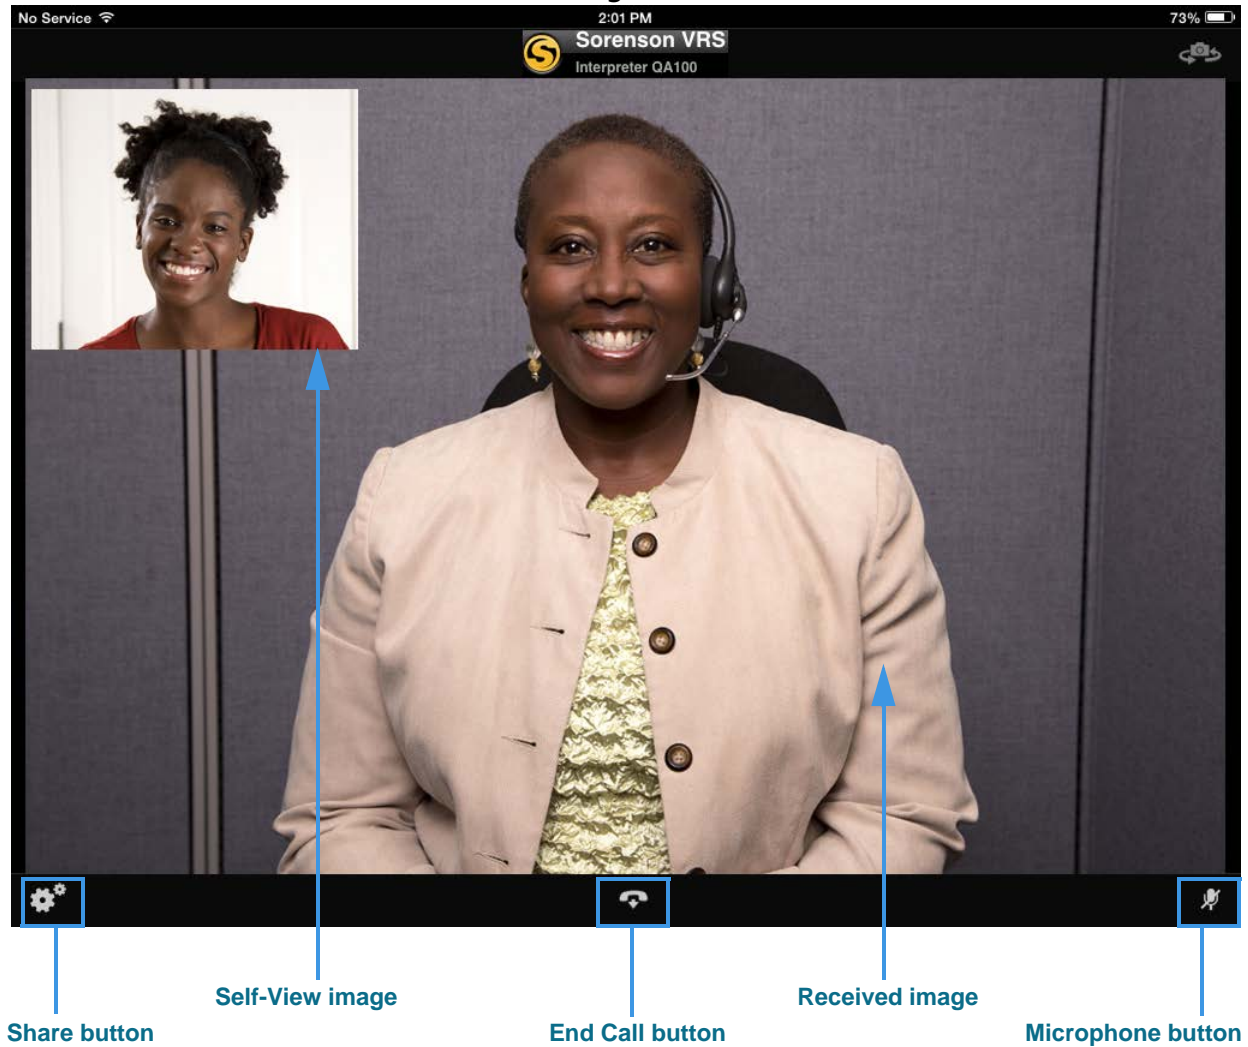 No Service 2:01 PM 73%
Sorenson VRS
Interpreter QA100
Self-View image Received image
Share button End Call button Microphone button